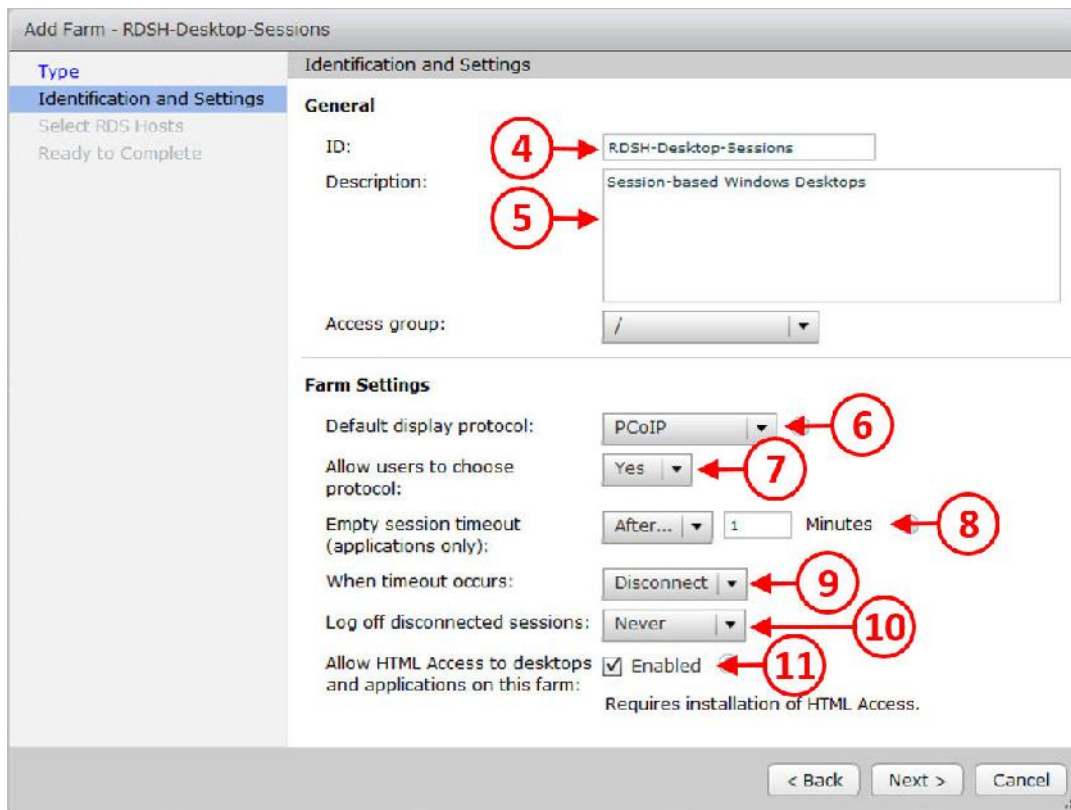 Add Farm - RDSH-Desktop-Sessions
Type
Identification and Settings
Select RDS Hosts
Ready to Complete
Identification and Settings
General
ID:
4
RDSH-Desktop-Sessions
Description:
5
Session-based Windows Desktops
Access group:
/
Farm Settings
Default display protocol:
PCoIP
6
Allow users to choose
protocol:
Yes
7
Empty session timeout
(applications only):
After...
1
Minutes
8
When timeout occurs:
Disconnect
9
Log off disconnected sessions:
Never
10
Allow HTML Access to desktops
and applications on this farm:
Enabled
11
Requires installation of HTML Access.
< Back
Next >
Cancel